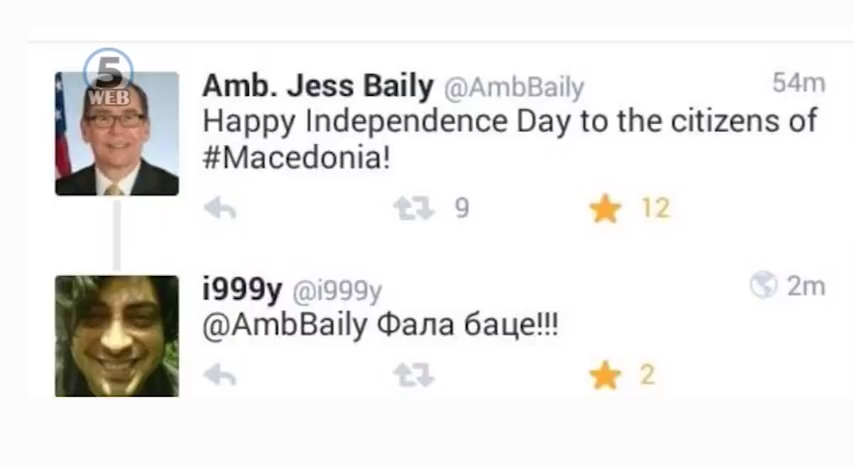 5
WEB
Amb. Jess Baily @AmbBaily 54m
Happy Independence Day to the citizens of
#Macedonia!
9 12
i999y @i999y 2m
@AmbBaily Фала баце!!!
2